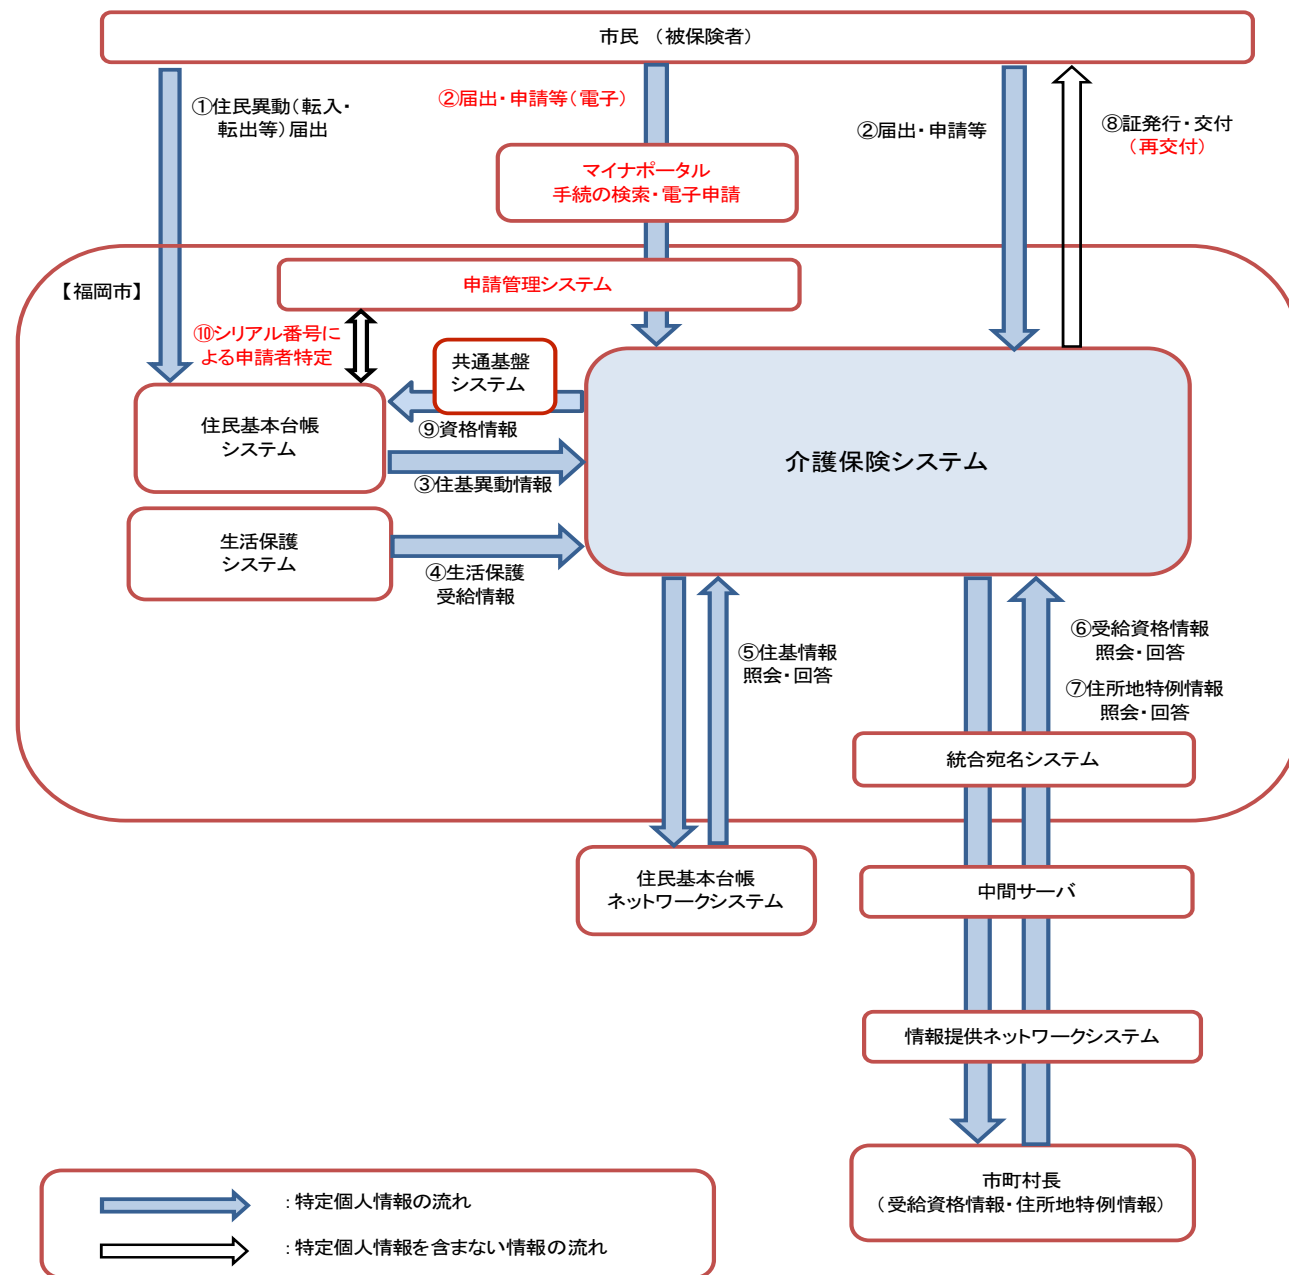 市民 （被保険者）
①住民異動（転入・
転出等）届出
②届出・申請等（電子）
②届出・申請等
⑧証発行・交付
（再交付）
マイナポータル
手続の検索・電子申請
【福岡市】
申請管理システム
⑩シリアル番号に
よる申請者特定
共通基盤
システム
住民基本台帳
システム
⑨資格情報
③住基異動情報
介護保険システム
生活保護
システム
④生活保護
受給情報
⑤住基情報
照会・回答
⑥受給資格情報
照会・回答
⑦住所地特例情報
照会・回答
統合宛名システム
住民基本台帳
ネットワークシステム
中間サーバ
情報提供ネットワークシステム
市町村長
（受給資格情報・住所地特例情報）
：特定個人情報の流れ
：特定個人情報を含まない情報の流れ